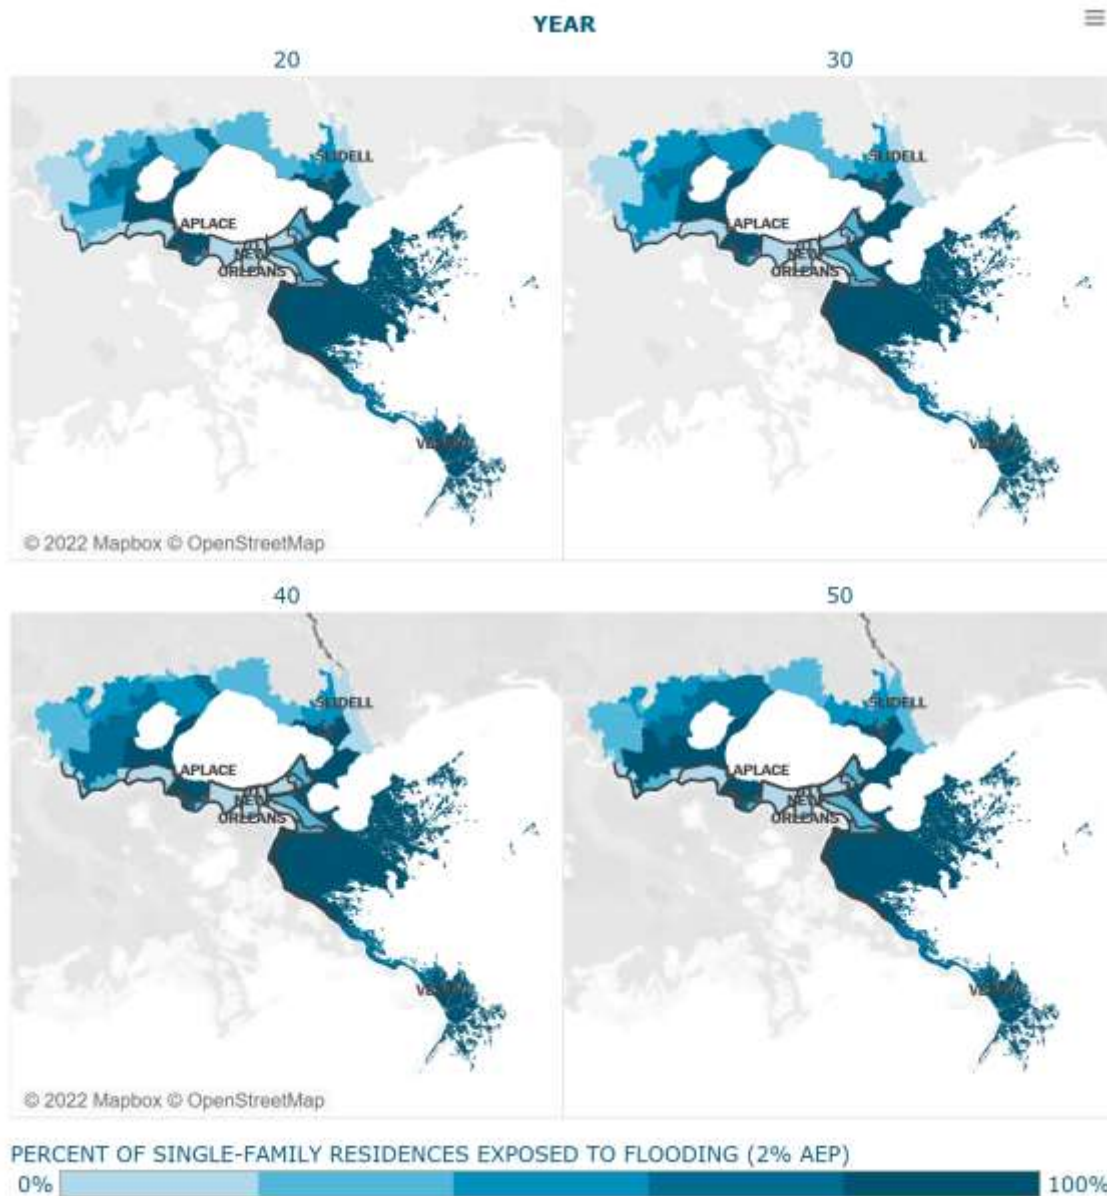 YEAR
20
30
SLIDELL
APLACE
NEW
ORLEANS
SLIDELL
APLACE
NEW
ORLEANS
© 2022 Mapbox © OpenStreetMap
40
50
SLIDELL
APLACE
NEW
ORLEANS
SLIDELL
APLACE
NEW
ORLEANS
© 2022 Mapbox © OpenStreetMap
PERCENT OF SINGLE-FAMILY RESIDENCES EXPOSED TO FLOODING (2% AEP)
0% 100%